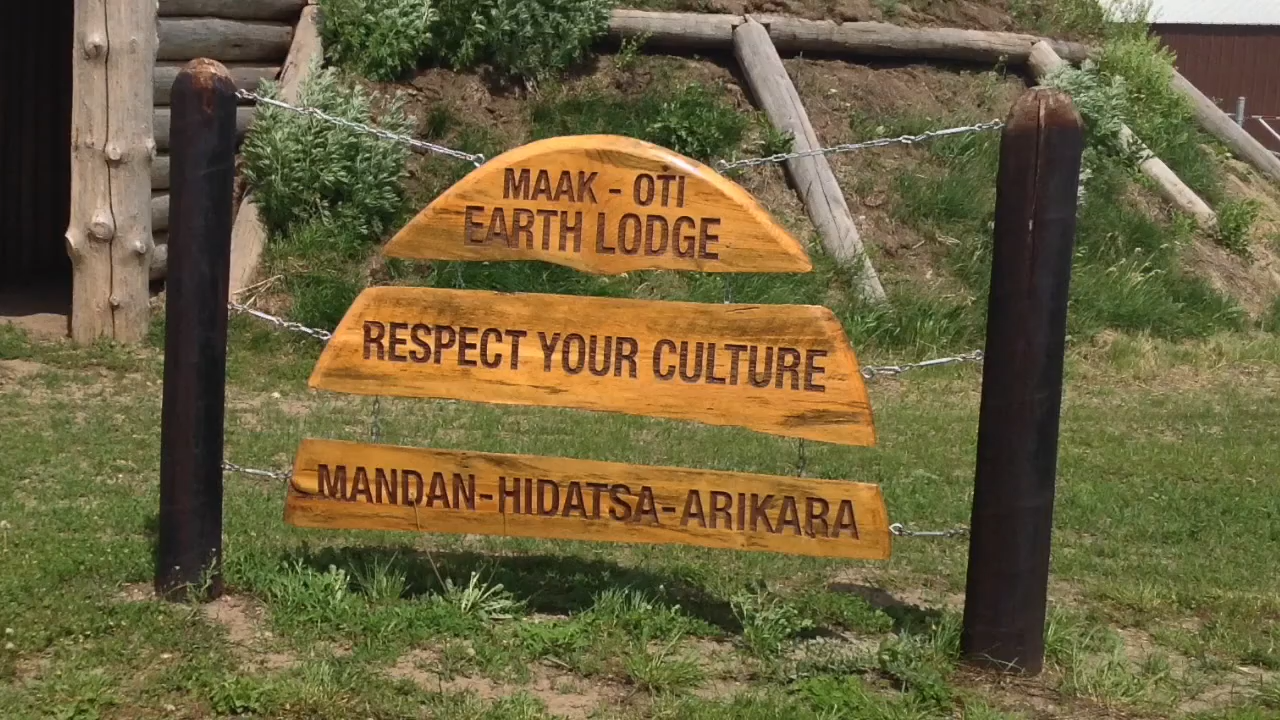 MAAK - OTI
EARTH LODGE
RESPECT YOUR CULTURE
MANDAN-HIDATSA-ARIKARA